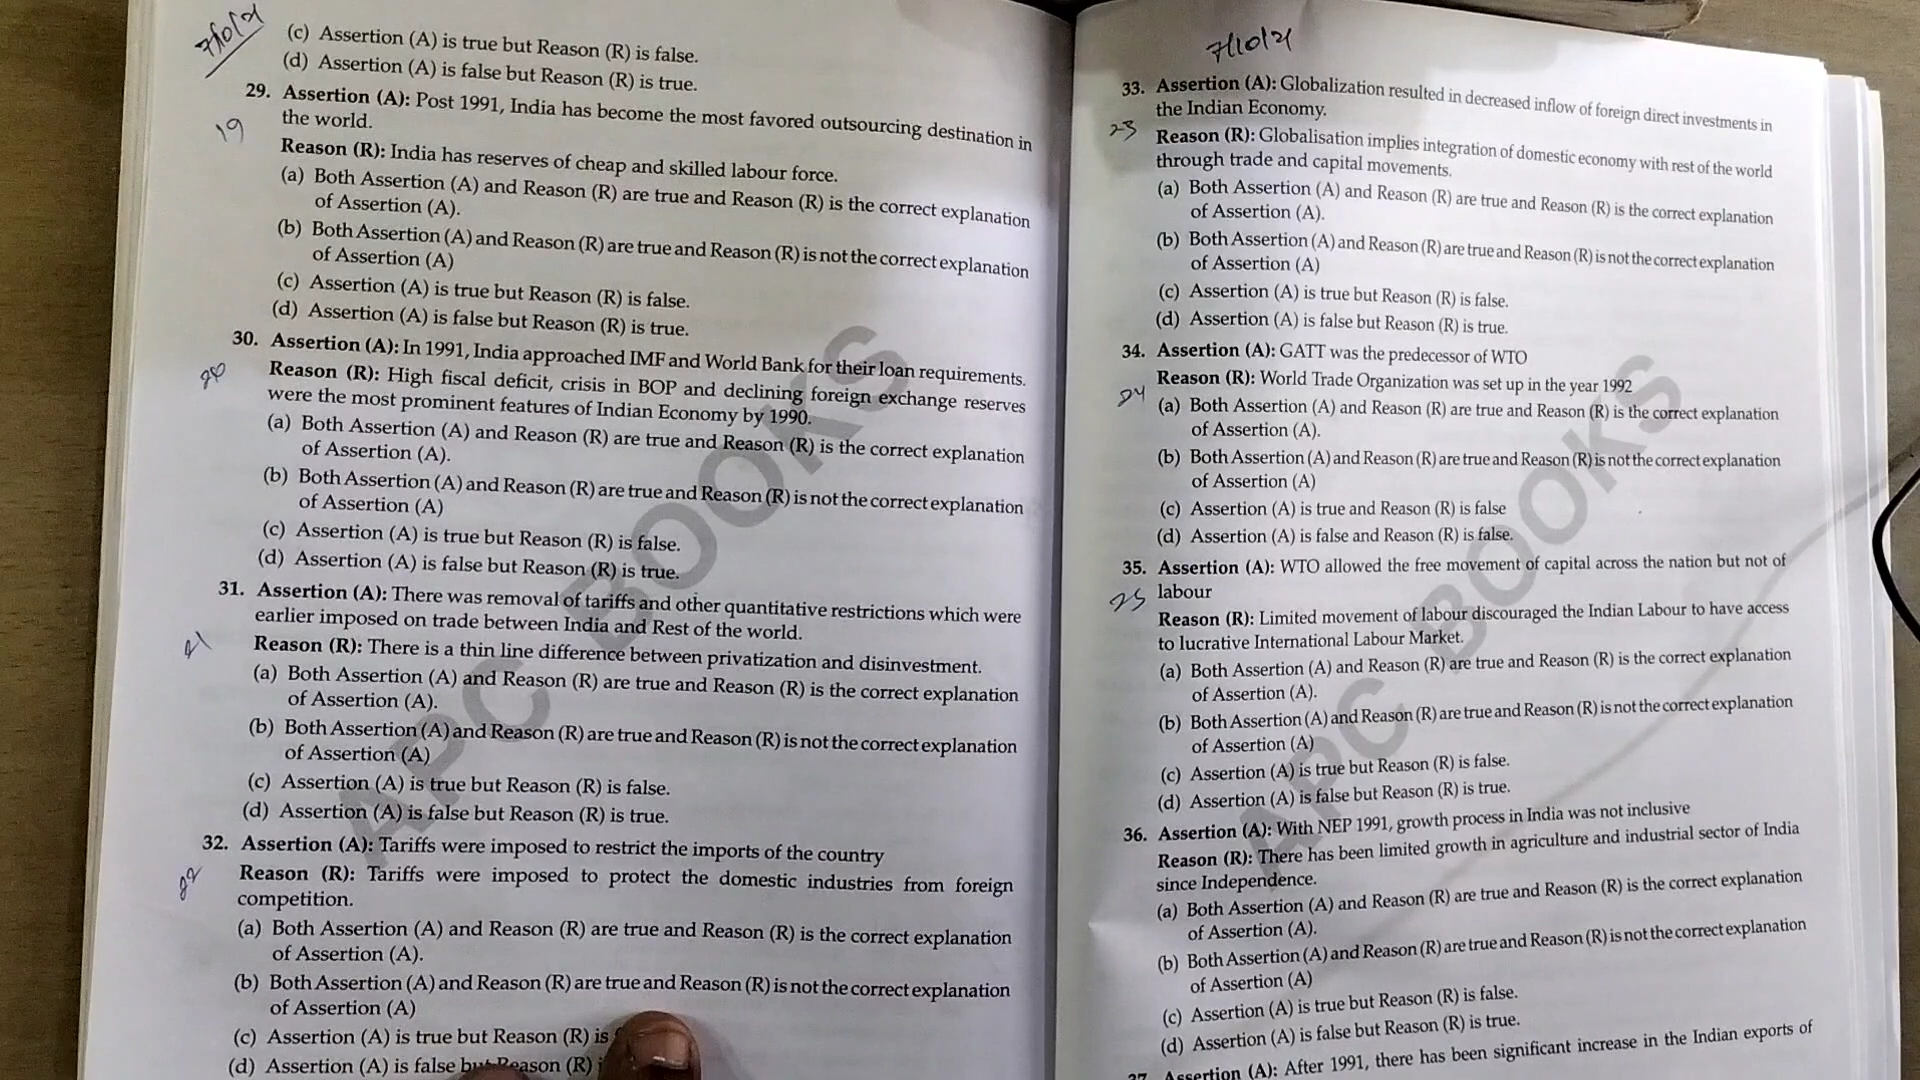 7/10/21
(c) Assertion (A) is true but Reason (R) is false.
(d) Assertion (A) is false but Reason (R) is true.
29. Assertion (A): Post 1991, India has become the most favored outsourcing destination in
the world.
19
Reason (R): India has reserves of cheap and skilled labour force.
(a) Both Assertion (A) and Reason (R) are true and Reason (R) is the correct explanation
of Assertion (A).
(b) Both Assertion (A) and Reason (R) are true and Reason (R) is not the correct explanation
of Assertion (A)
(c) Assertion (A) is true but Reason (R) is false.
(d) Assertion (A) is false but Reason (R) is true.
30. Assertion (A): In 1991, India approached IMF and World Bank for their loan requirements.
20
Reason (R): High fiscal deficit, crisis in BOP and declining foreign exchange reserves
were the most prominent features of Indian Economy by 1990.
(a) Both Assertion (A) and Reason (R) are true and Reason (R) is the correct explanation
of Assertion (A).
(b) Both Assertion (A) and Reason (R) are true and Reason (R) is not the correct explanation
of Assertion (A)
(c) Assertion (A) is true but Reason (R) is false.
(d) Assertion (A) is false but Reason (R) is true.
31. Assertion (A): There was removal of tariffs and other quantitative restrictions which were
earlier imposed on trade between India and Rest of the world.
21
Reason (R): There is a thin line difference between privatization and disinvestment.
(a) Both Assertion (A) and Reason (R) are true and Reason (R) is the correct explanation
of Assertion (A).
(b) Both Assertion (A) and Reason (R) are true and Reason (R) is not the correct explanation
of Assertion (A)
(c) Assertion (A) is true but Reason (R) is false.
(d) Assertion (A) is false but Reason (R) is true.
32. Assertion (A): Tariffs were imposed to restrict the imports of the country
22
Reason (R): Tariffs were imposed to protect the domestic industries from foreign
competition.
(a) Both Assertion (A) and Reason (R) are true and Reason (R) is the correct explanation
of Assertion (A).
(b) Both Assertion (A) and Reason (R) are true and Reason (R) is not the correct explanation
of Assertion (A)
(c) Assertion (A) is true but Reason (R) is
(d) Assertion (A) is false but Reason (R)
APC BOOKS
7/10/21
33. Assertion (A): Globalization resulted in decreased inflow of foreign direct investments in
the Indian Economy.
23
Reason (R): Globalisation implies integration of domestic economy with rest of the world
through trade and capital movements.
(a) Both Assertion (A) and Reason (R) are true and Reason (R) is the correct explanation
of Assertion (A).
(b) Both Assertion (A) and Reason (R) are true and Reason (R) is not the correct explanation
of Assertion (A)
(c) Assertion (A) is true but Reason (R) is false.
(d) Assertion (A) is false but Reason (R) is true.
34. Assertion (A): GATT was the predecessor of WTO
Reason (R): World Trade Organization was set up in the year 1992
24
(a) Both Assertion (A) and Reason (R) are true and Reason (R) is the correct explanation
of Assertion (A).
(b) Both Assertion (A) and Reason (R) are true and Reason (R) is not the correct explanation
of Assertion (A)
(c) Assertion (A) is true and Reason (R) is false
(d) Assertion (A) is false and Reason (R) is false.
35. Assertion (A): WTO allowed the free movement of capital across the nation but not of
labour
25
Reason (R): Limited movement of labour discouraged the Indian Labour to have access
to lucrative International Labour Market.
(a) Both Assertion (A) and Reason (R) are true and Reason (R) is the correct explanation
of Assertion (A).
(b) Both Assertion (A) and Reason (R) are true and Reason (R) is not the correct explanation
of Assertion (A)
(c) Assertion (A) is true but Reason (R) is false.
(d) Assertion (A) is false but Reason (R) is true.
36. Assertion (A): With NEP 1991, growth process in India was not inclusive
Reason (R): There has been limited growth in agriculture and industrial sector of India
since Independence.
(a) Both Assertion (A) and Reason (R) are true and Reason (R) is the correct explanation
of Assertion (A).
(b) Both Assertion (A) and Reason (R) are true and Reason (R) is not the correct explanation
of Assertion (A)
(c) Assertion (A) is true but Reason (R) is false.
(d) Assertion (A) is false but Reason (R) is true.
37. Assertion (A): After 1991, there has been significant increase in the Indian exports of
APC BOOKS